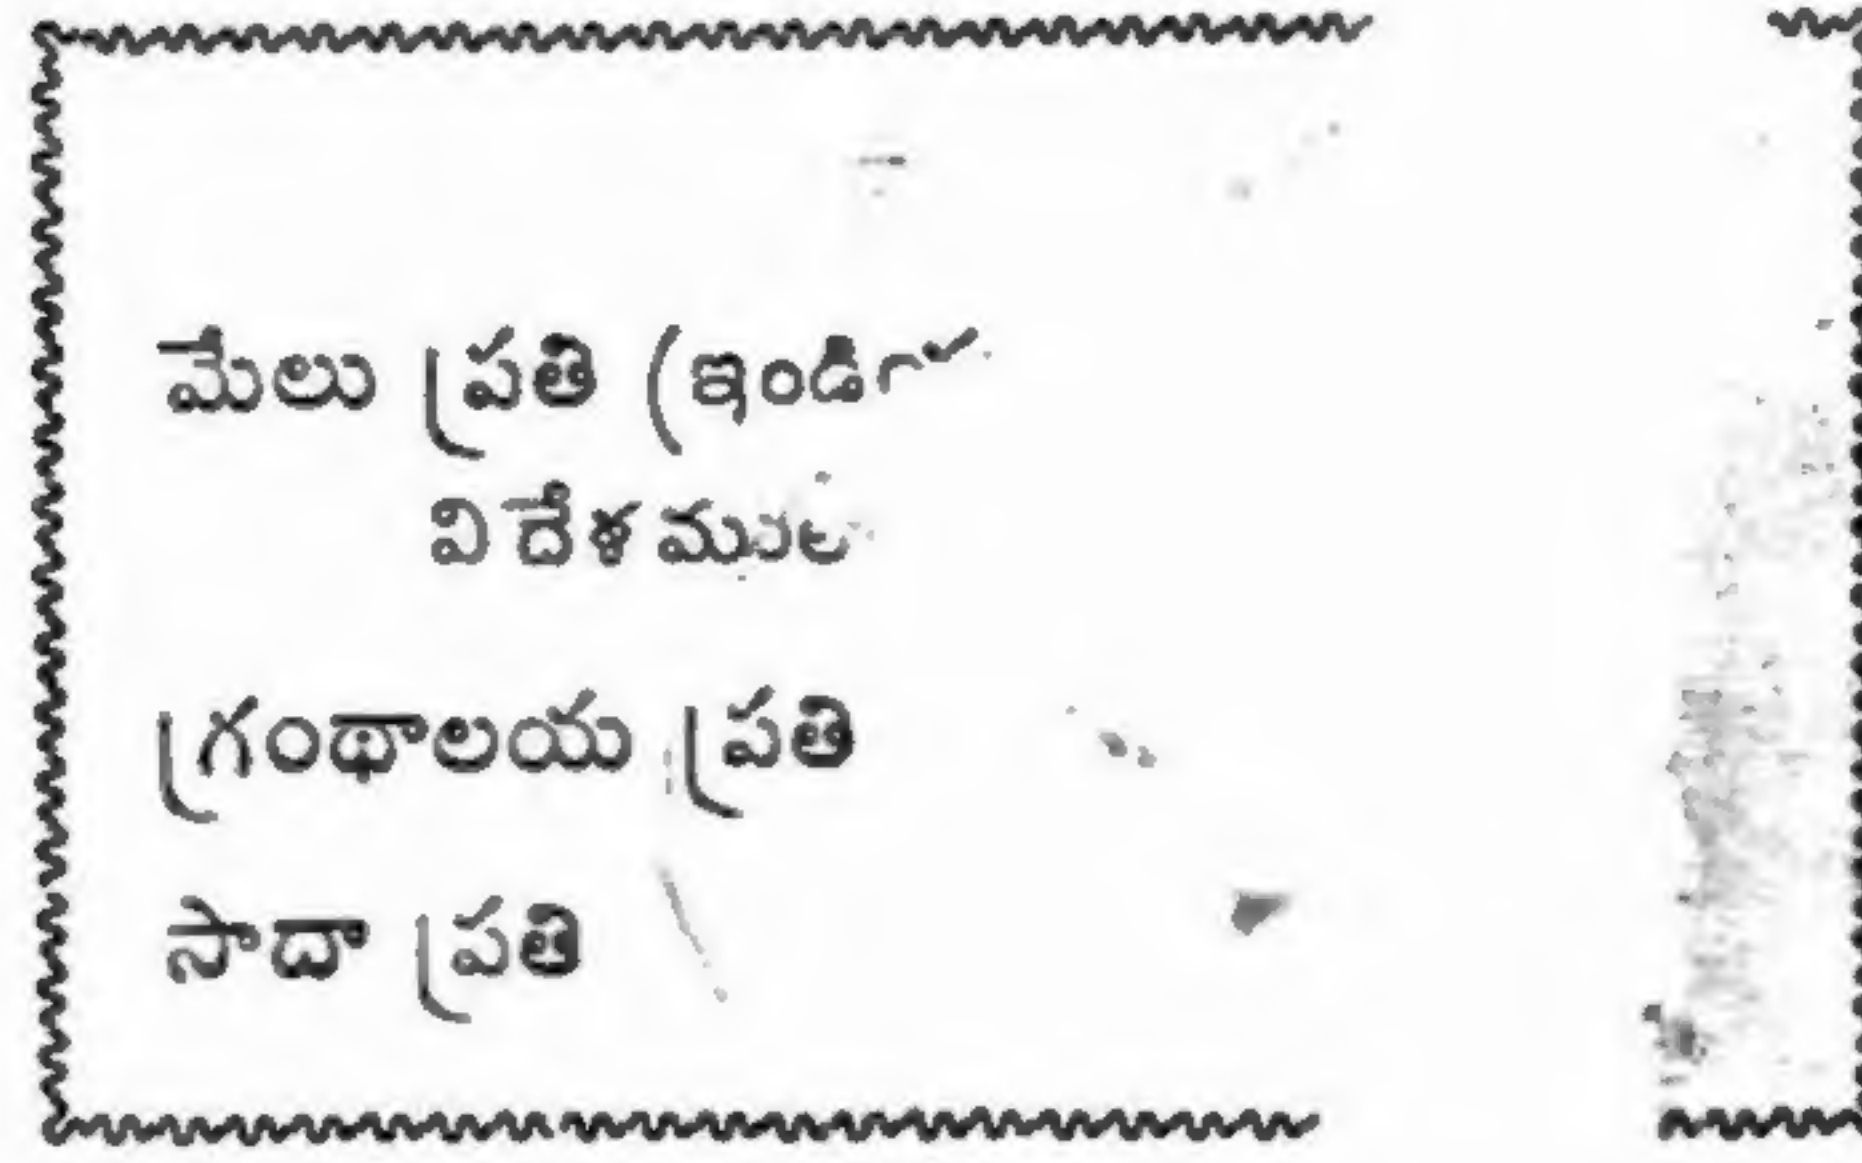 మేలు ప్రతి (ఇండి
విదేశముల
గ్రంథాలయ ప్రతి
సాదా ప్రతి